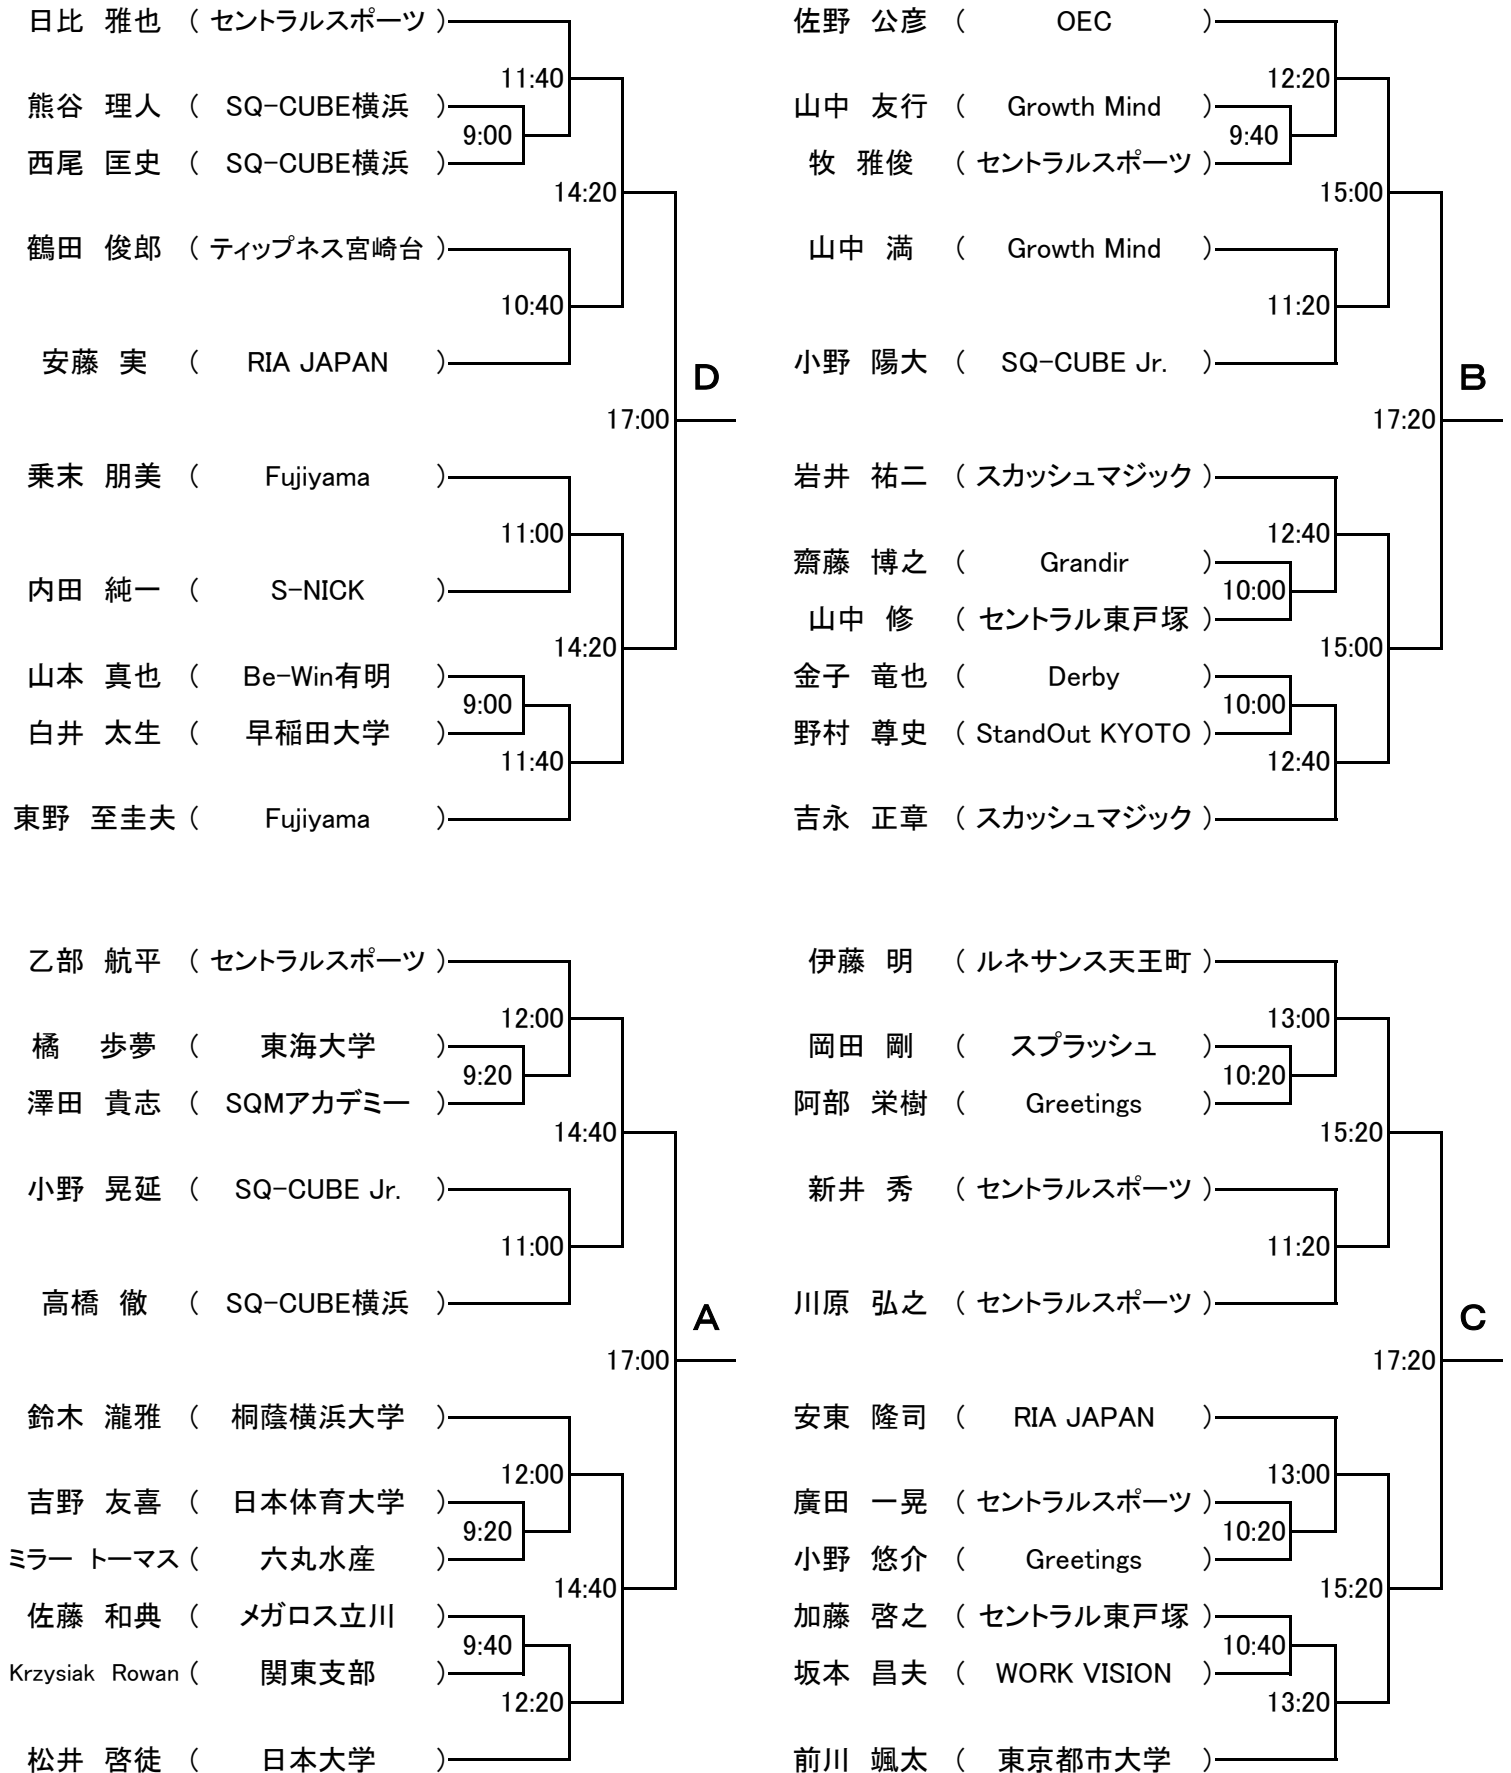 日比 雅也 ( セントラルスポーツ )
11:40
熊谷 理人 ( SQ-CUBE横浜 )
9:00
西尾 匡史 ( SQ-CUBE横浜 )
14:20
鶴田 俊郎 ( ティップネス宮崎台 )
10:40
安藤 実 ( RIA JAPAN )
D
17:00
乗末 朋美 ( Fujiyama )
11:00
内田 純一 ( S-NICK )
14:20
山本 真也 ( Be-Win有明 )
9:00
白井 太生 ( 早稲田大学 )
11:40
東野 至圭夫 ( Fujiyama )
佐野 公彦 ( OEC )
12:20
山中 友行 ( Growth Mind )
9:40
牧 雅俊 ( セントラルスポーツ )
15:00
山中 満 ( Growth Mind )
11:20
小野 陽大 ( SQ-CUBE Jr. )
B
17:20
岩井 祐二 ( スカッシュマジック )
12:40
齋藤 博之 ( Grandir )
10:00
山中 修 ( セントラル東戸塚 )
15:00
金子 竜也 ( Derby )
10:00
野村 尊史 ( StandOut KYOTO )
12:40
吉永 正章 ( スカッシュマジック )
乙部 航平 ( セントラルスポーツ )
12:00
橘 歩夢 ( 東海大学 )
9:20
澤田 貴志 ( SQMアカデミー )
14:40
小野 晃延 ( SQ-CUBE Jr. )
11:00
高橋 徹 ( SQ-CUBE横浜 )
A
17:00
鈴木 瀧雅 ( 桐蔭横浜大学 )
12:00
吉野 友喜 ( 日本体育大学 )
9:20
ミラー トーマス ( 六丸水産 )
14:40
佐藤 和典 ( メガロス立川 )
9:40
Krzysiak Rowan ( 関東支部 )
12:20
松井 啓徒 ( 日本大学 )
伊藤 明 ( ルネサンス天王町 )
13:00
岡田 剛 ( スプラッシュ )
10:20
阿部 栄樹 ( Greetings )
15:20
新井 秀 ( セントラルスポーツ )
11:20
川原 弘之 ( セントラルスポーツ )
C
17:20
安東 隆司 ( RIA JAPAN )
13:00
廣田 一晃 ( セントラルスポーツ )
10:20
小野 悠介 ( Greetings )
15:20
加藤 啓之 ( セントラル東戸塚 )
10:40
坂本 昌夫 ( WORK VISION )
13:20
前川 颯太 ( 東京都市大学 )